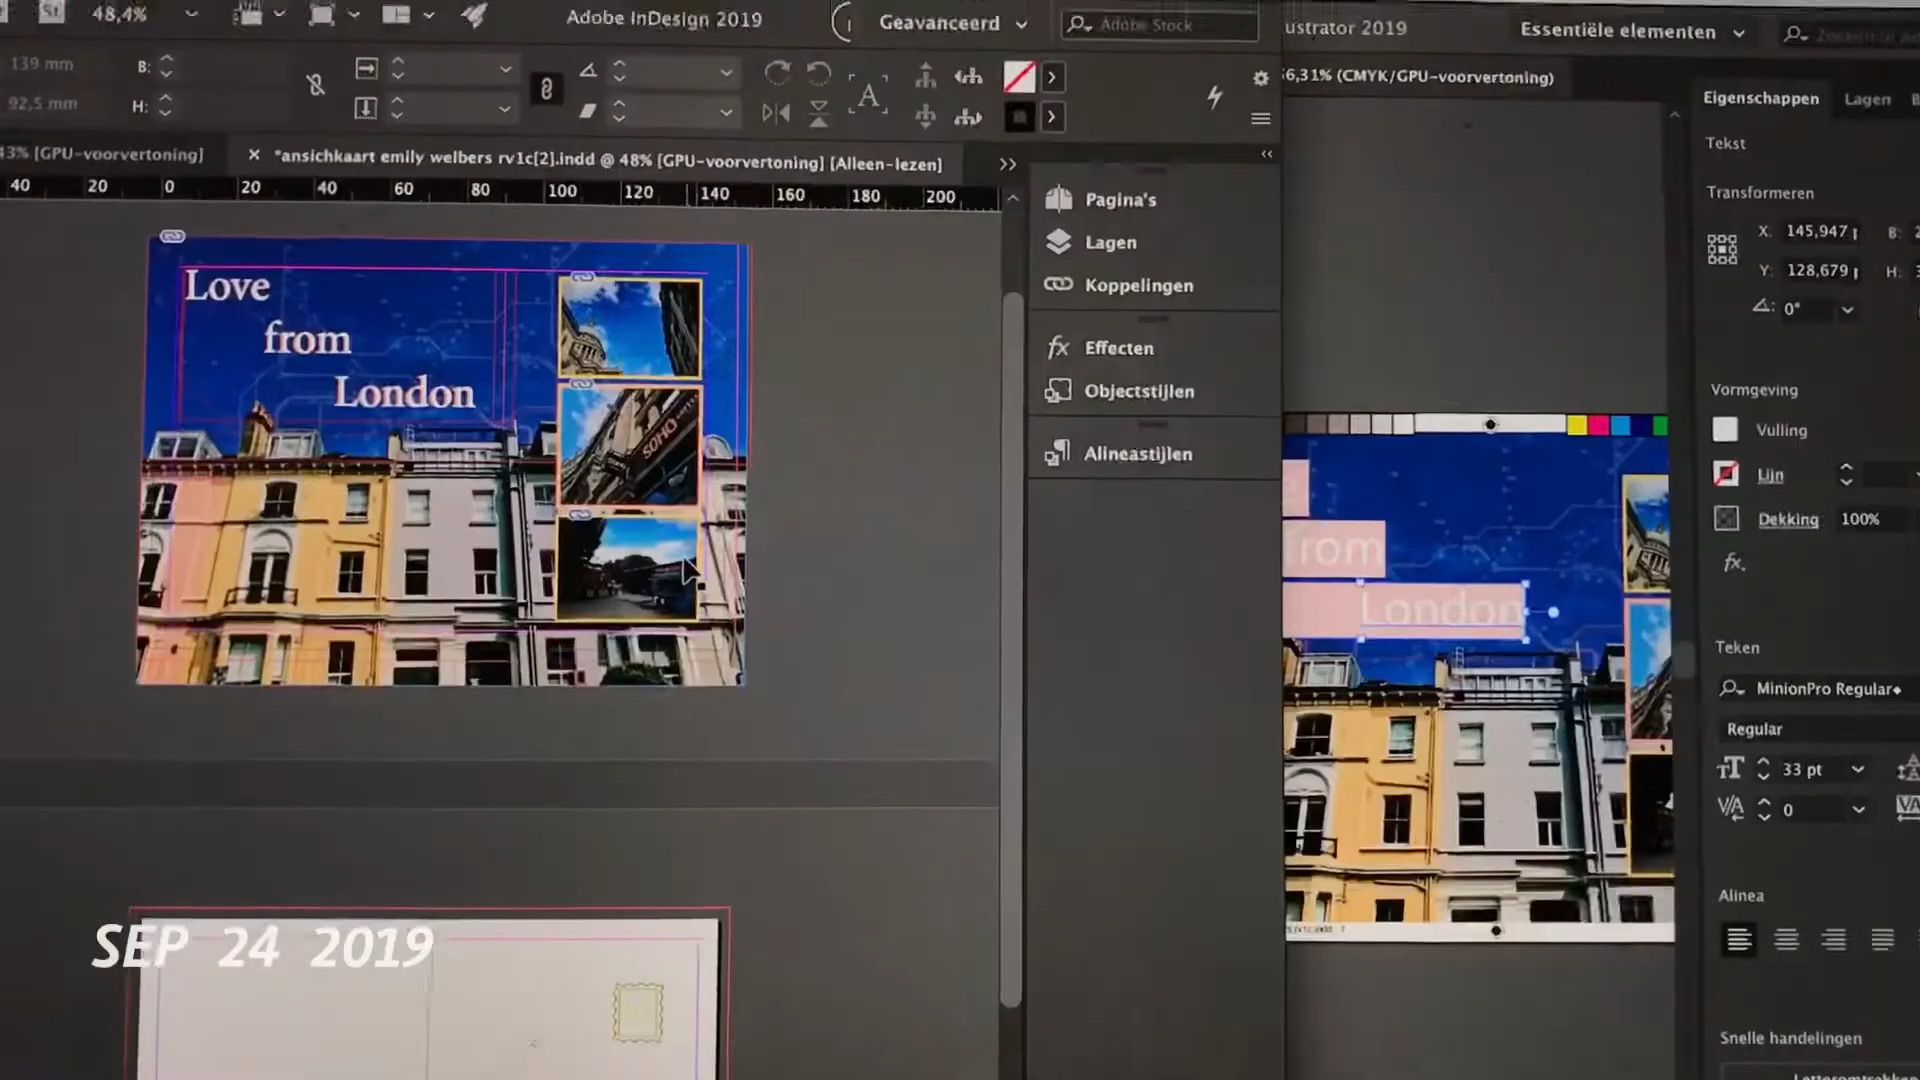 St
48,4%
Adobe InDesign 2019
Geavanceerd
Adobe Stock
ustrator 2019
Essentiële elementen
139 mm
B:
92,5 mm
H:
6,31% (CMYK/GPU-voorvertoning)
Eigenschappen
Lagen
3% [GPU-voorvertoning]
*ansichkaart emily welbers rv1c[2].indd @ 48% [GPU-voorvertoning] [Alleen-lezen]
40 20 0 20 40 60 80 100 120 140 160 180 200
Pagina's
Lagen
Koppelingen
Effecten
Objectstijlen
Alineastijlen
Love
from
London
SOHO
from
London
Tekst
Transformeren
X: 145,947
B:
Y: 128,679
H:
0°
Vormgeving
Vulling
Lijn
Dekking 100%
fx.
Teken
MinionPro Regular
Regular
33 pt
0
Alinea
Snelle handelingen
SEP 24 2019